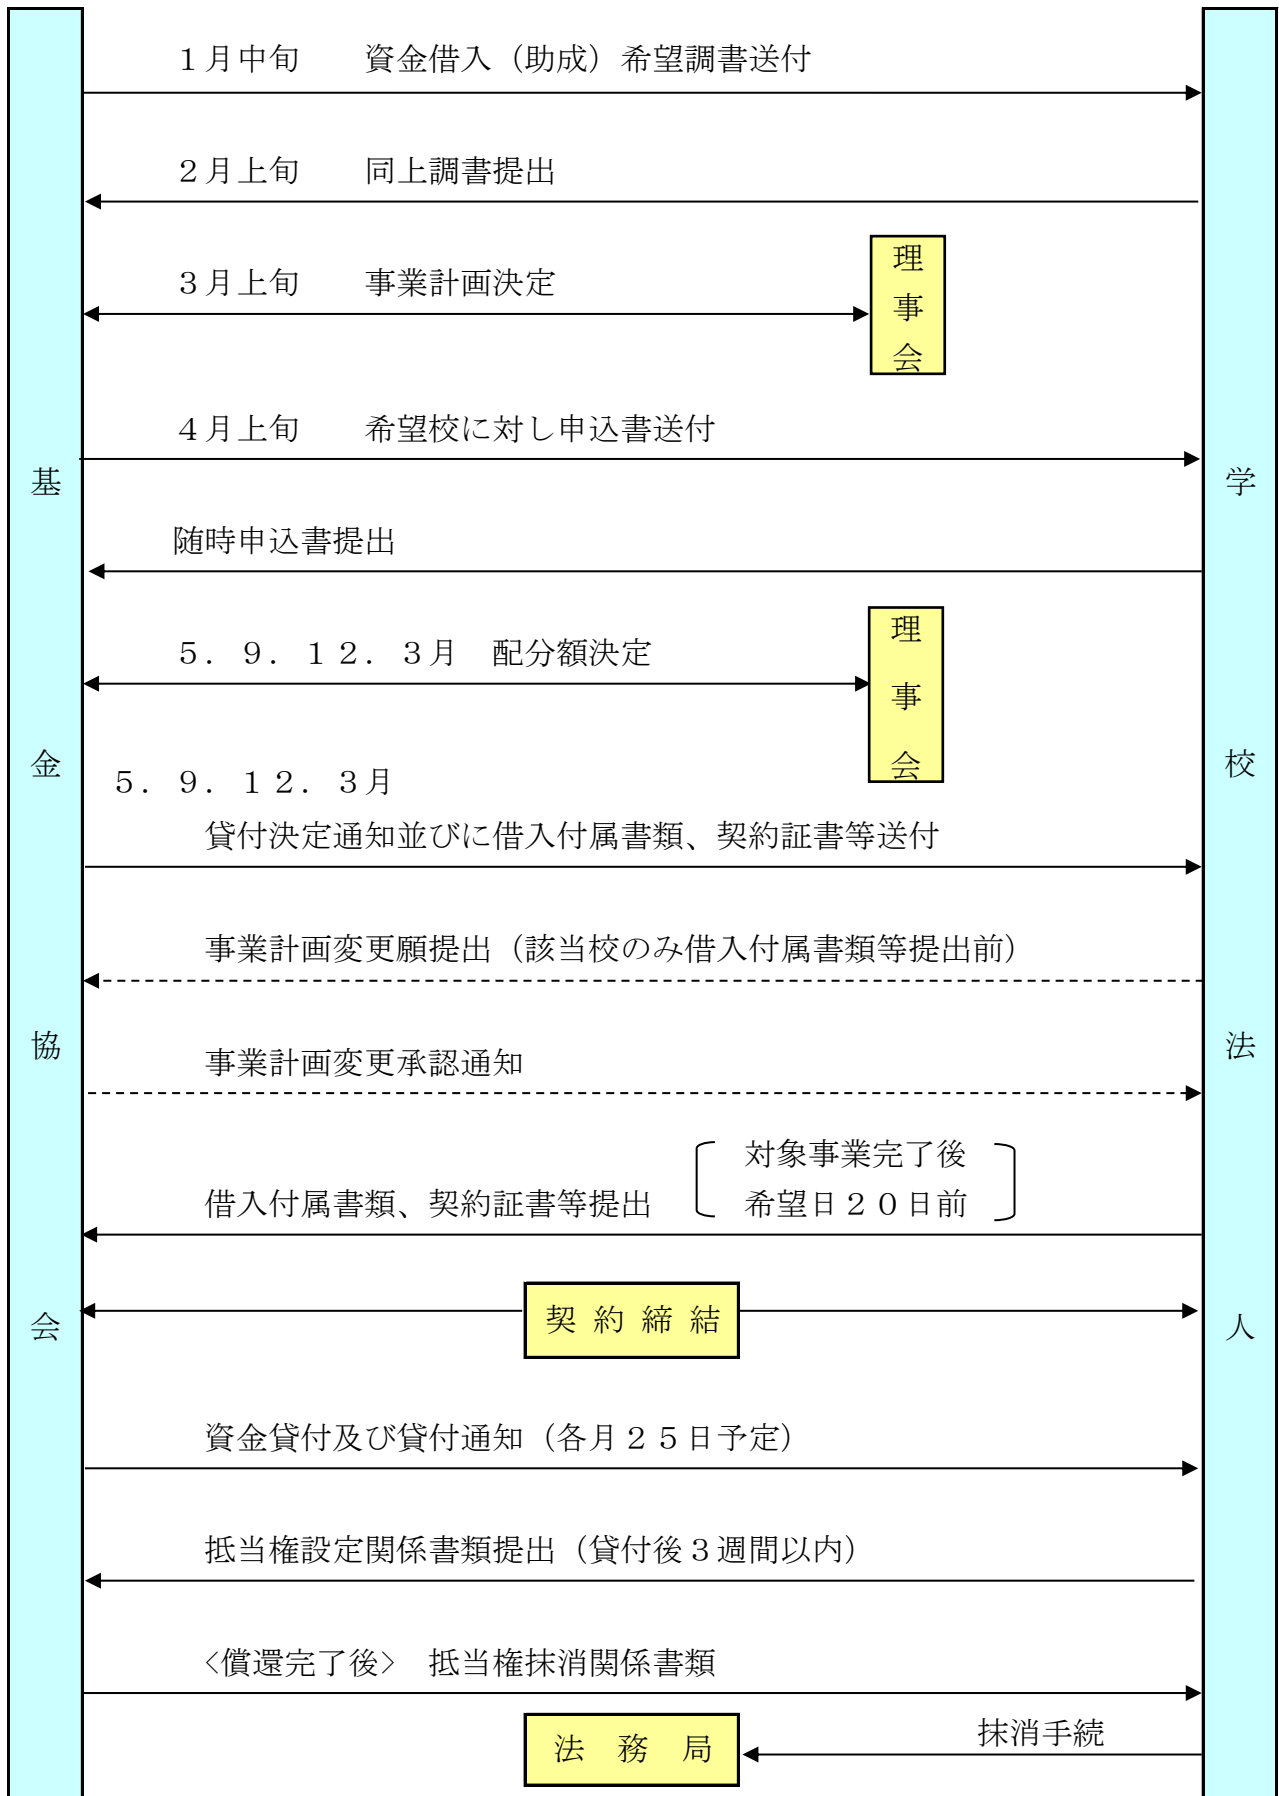 １月中旬　　資金借入（助成）希望調書送付
２月上旬　　同上調書提出
３月上旬　　事業計画決定
理事会
４月上旬　　希望校に対し申込書送付
随時申込書提出
５．９．１２．３月　配分額決定
理事会
５．９．１２．３月
貸付決定通知並びに借入付属書類、契約証書等送付
事業計画変更願提出（該当校のみ借入付属書類等提出前）
事業計画変更承認通知
対象事業完了後
借入付属書類、契約証書等提出　希望日２０日前
契約締結
資金貸付及び貸付通知（各月２５日予定）
抵当権設定関係書類提出（貸付後３週間以内）
<償還完了後>　抵当権抹消関係書類
抹消手続
法　務　局
基金協会
学校法人